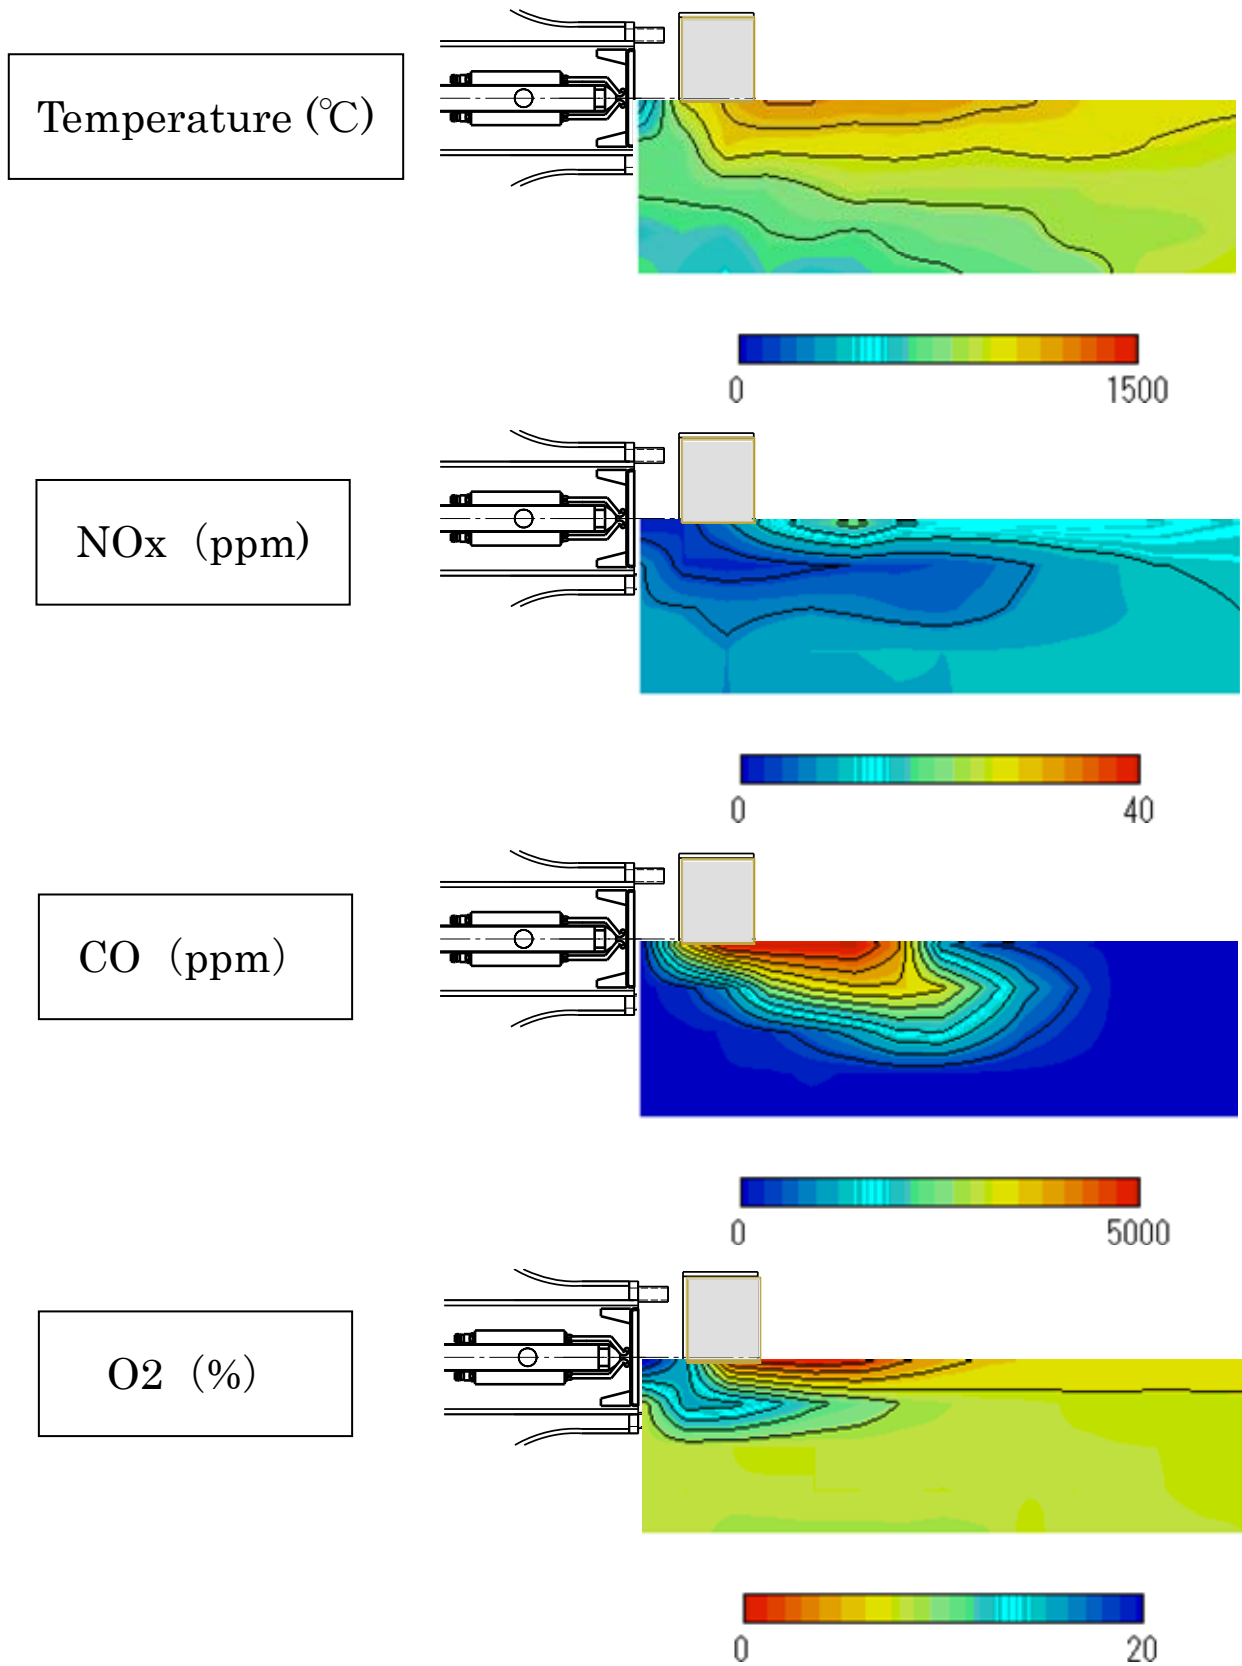 Temperature (℃)
0 1500
NOx (ppm)
0 40
CO (ppm)
0 5000
O2 (%)
0 20